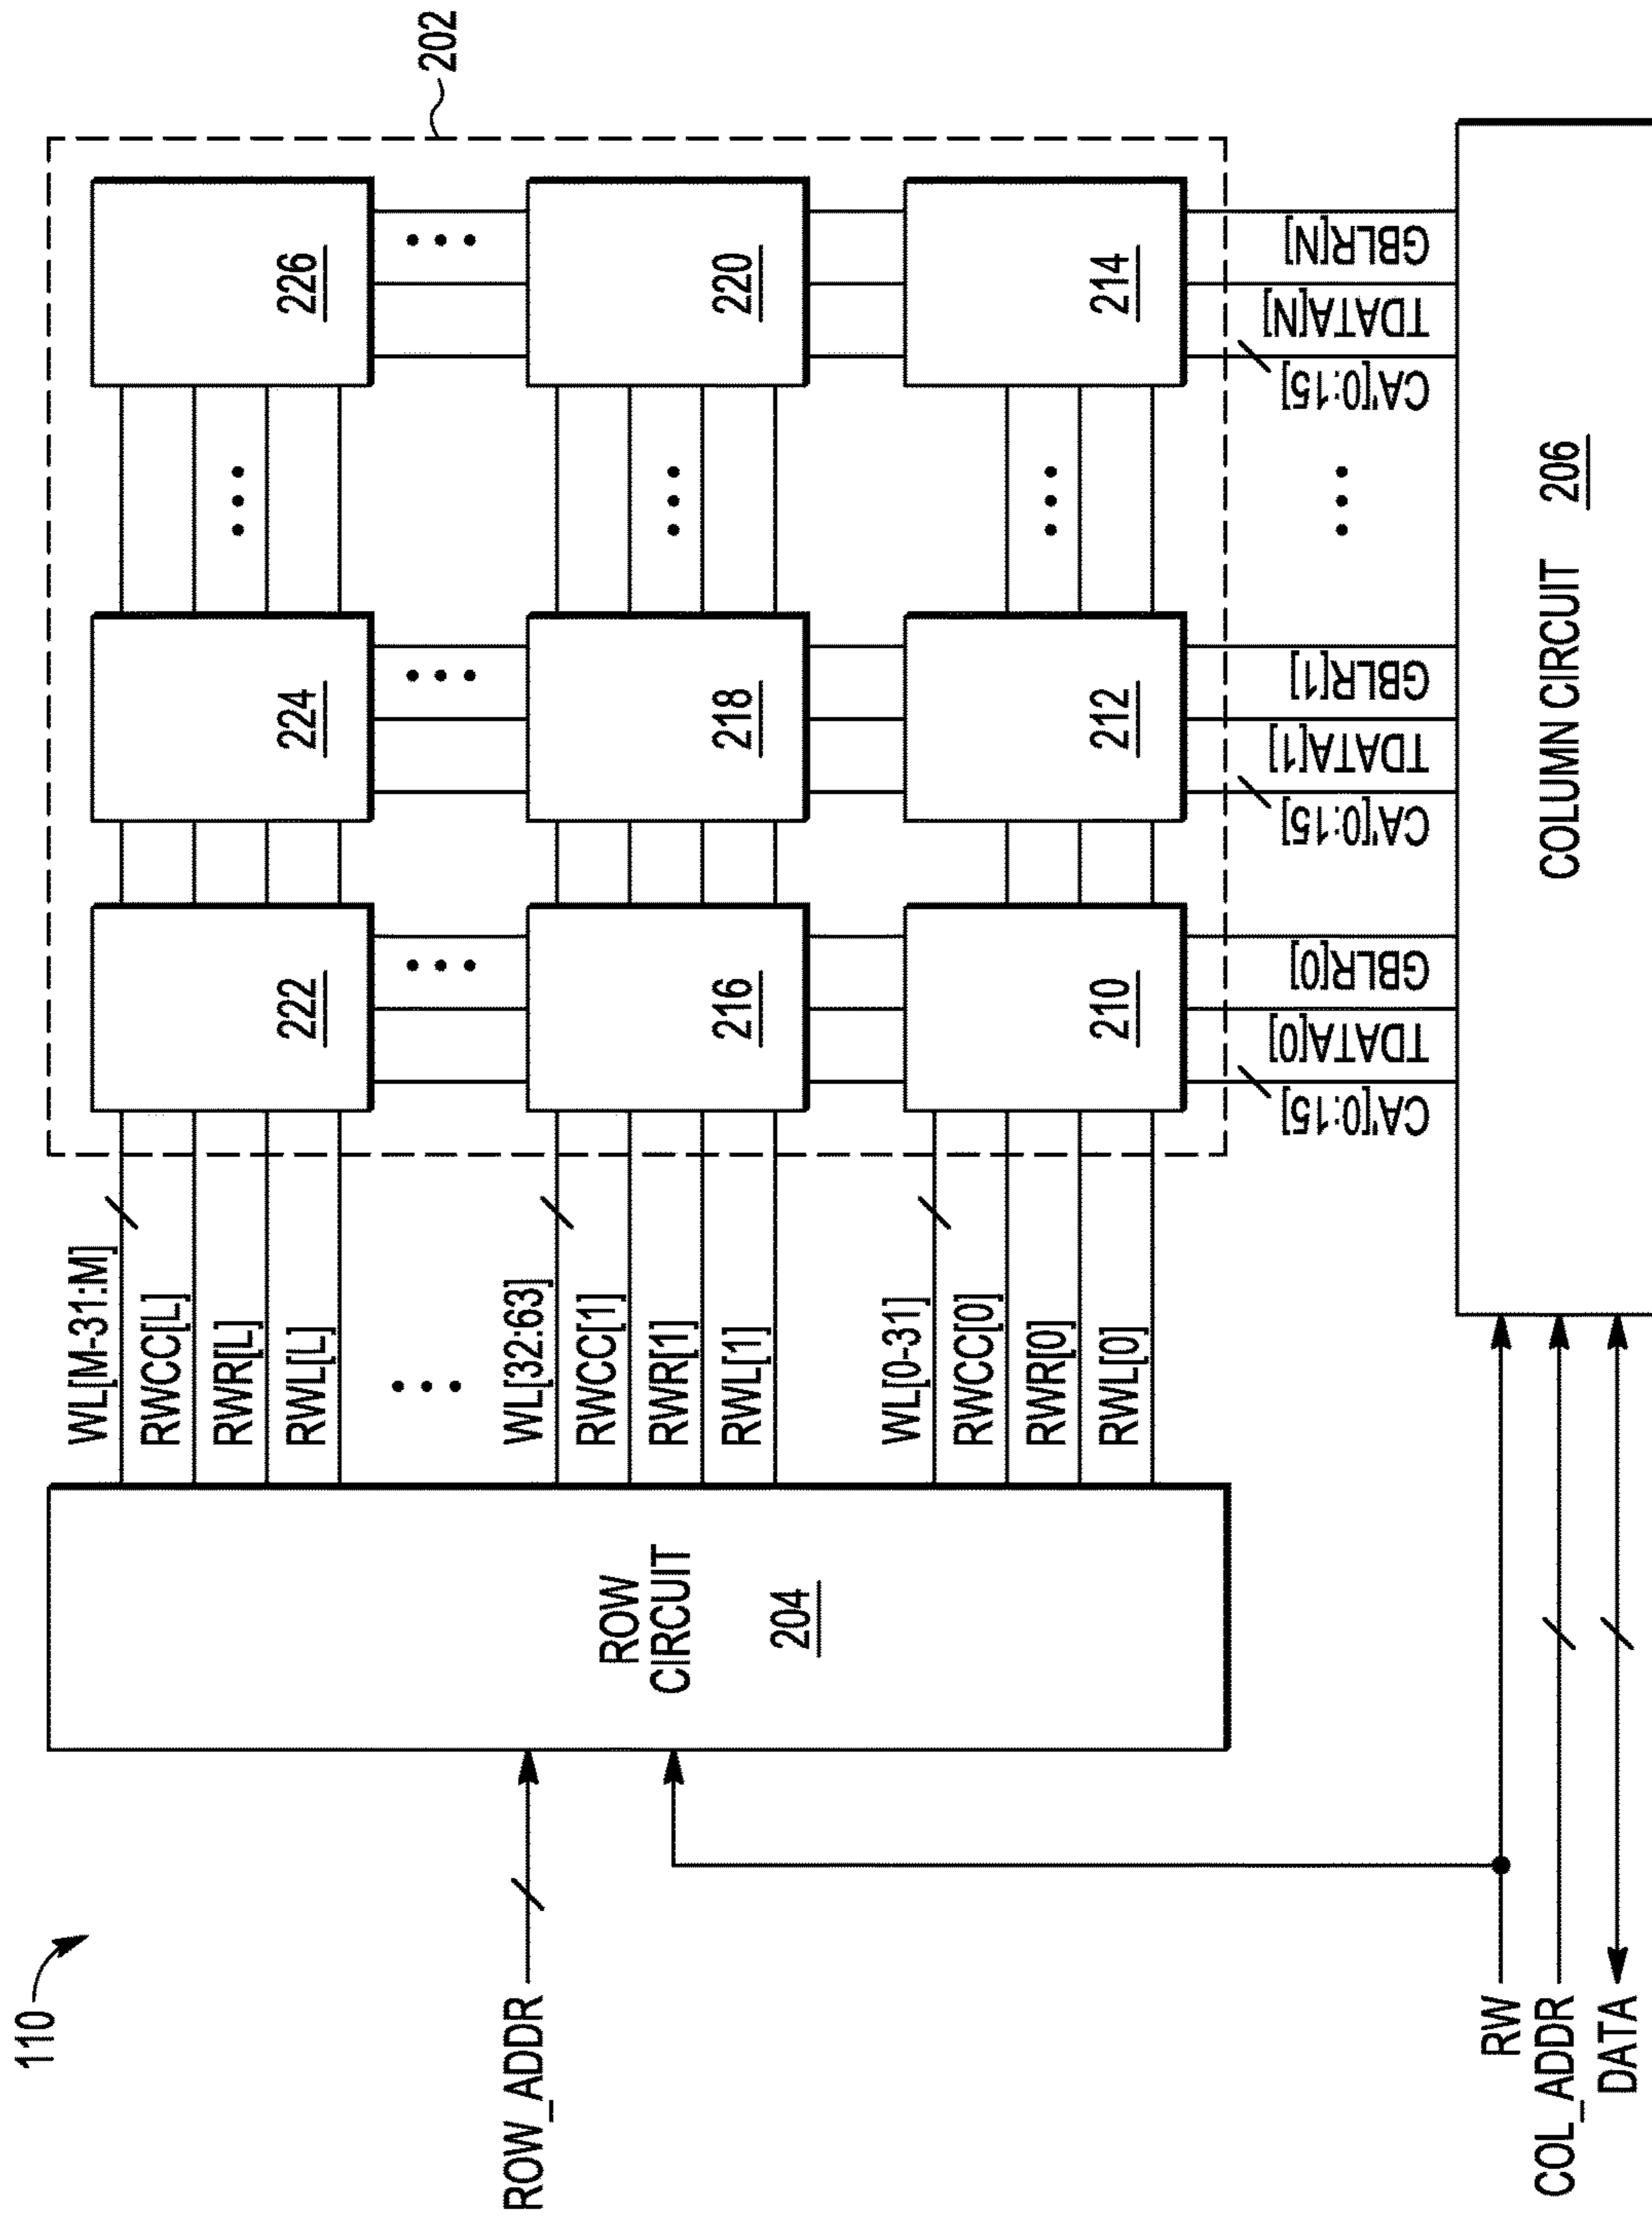 110
202
WL[M-31:M]
RWCC[L]
RWR[L]
RWL[L]
222
224
226
WL[32:63]
RWCC[1]
RWR[1]
RWL[1]
216
218
220
WL[0-31]
RWCC[0]
RWR[0]
RWL[0]
210
212
214
ROW
CIRCUIT
204
ROW_ADDR
CA'[0:15]
TDATA[0]
GBLR[0]
CA'[0:15]
TDATA[1]
GBLR[1]
CA'[0:15]
TDATA[N]
GBLR[N]
RW
COL_ADDR
DATA
COLUMN CIRCUIT 206